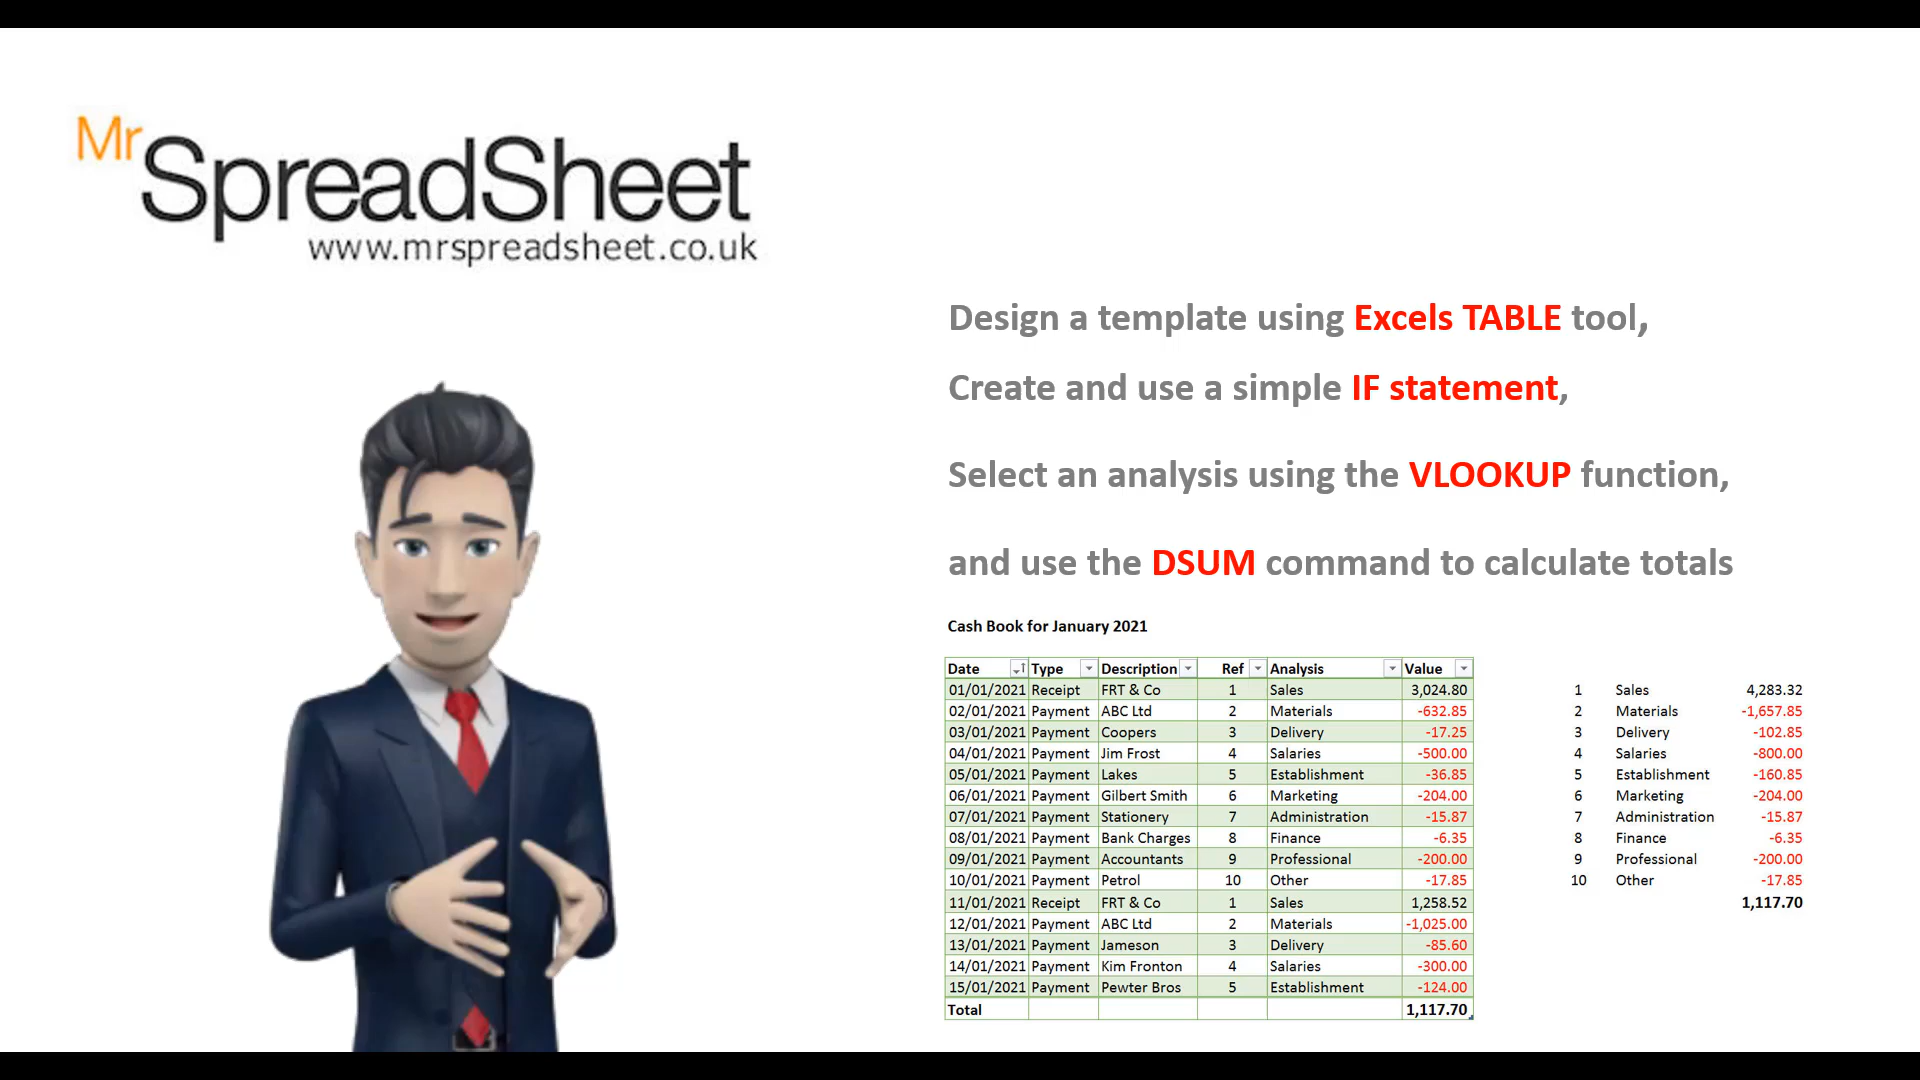 Mr
SpreadSheet
www.mrspreadsheet.co.uk
Design a template using Excels TABLE tool,
Create and use a simple IF statement,
Select an analysis using the VLOOKUP function,
and use the DSUM command to calculate totals
Cash Book for January 2021
Date Type Description Ref Analysis Value
01/01/2021 Receipt FRT & Co 1 Sales 3,024.80 1 Sales 4,283.32
02/01/2021 Payment ABC Ltd 2 Materials -632.85 2 Materials -1,657.85
03/01/2021 Payment Coopers 3 Delivery -17.25 3 Delivery -102.85
04/01/2021 Payment Jim Frost 4 Salaries -500.00 4 Salaries -800.00
05/01/2021 Payment Lakes 5 Establishment -36.85 5 Establishment -160.85
06/01/2021 Payment Gilbert Smith 6 Marketing -204.00 6 Marketing -204.00
07/01/2021 Payment Stationery 7 Administration -15.87 7 Administration -15.87
08/01/2021 Payment Bank Charges 8 Finance -6.35 8 Finance -6.35
09/01/2021 Payment Accountants 9 Professional -200.00 9 Professional -200.00
10/01/2021 Payment Petrol 10 Other -17.85 10 Other -17.85
11/01/2021 Receipt FRT & Co 1 Sales 1,258.52 1,117.70
12/01/2021 Payment ABC Ltd 2 Materials -1,025.00
13/01/2021 Payment Jameson 3 Delivery -85.60
14/01/2021 Payment Kim Fronton 4 Salaries -300.00
15/01/2021 Payment Pewter Bros 5 Establishment -124.00
Total 1,117.70